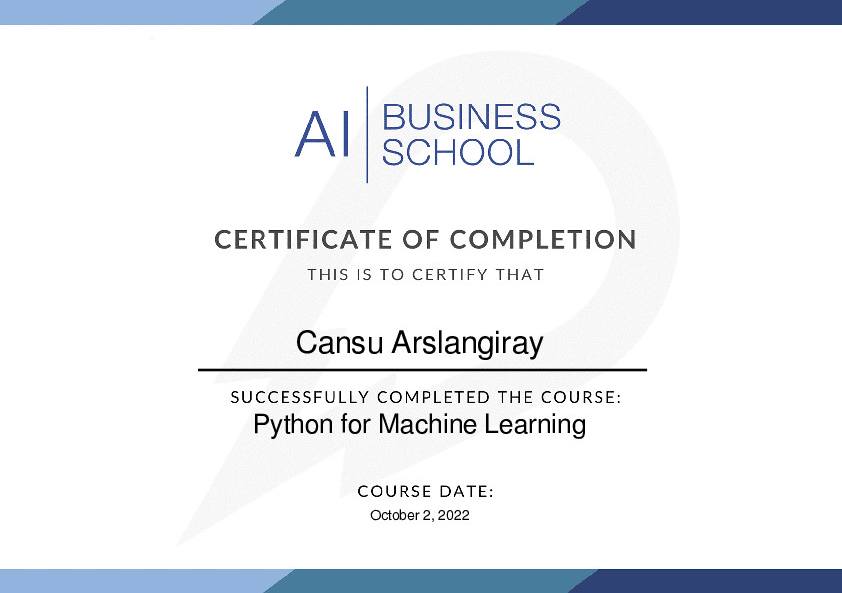 AI BUSINESS
SCHOOL
CERTIFICATE OF COMPLETION
THIS IS TO CERTIFY THAT
Cansu Arslangiray
SUCCESSFULLY COMPLETED THE COURSE:
Python for Machine Learning
COURSE DATE:
October 2, 2022